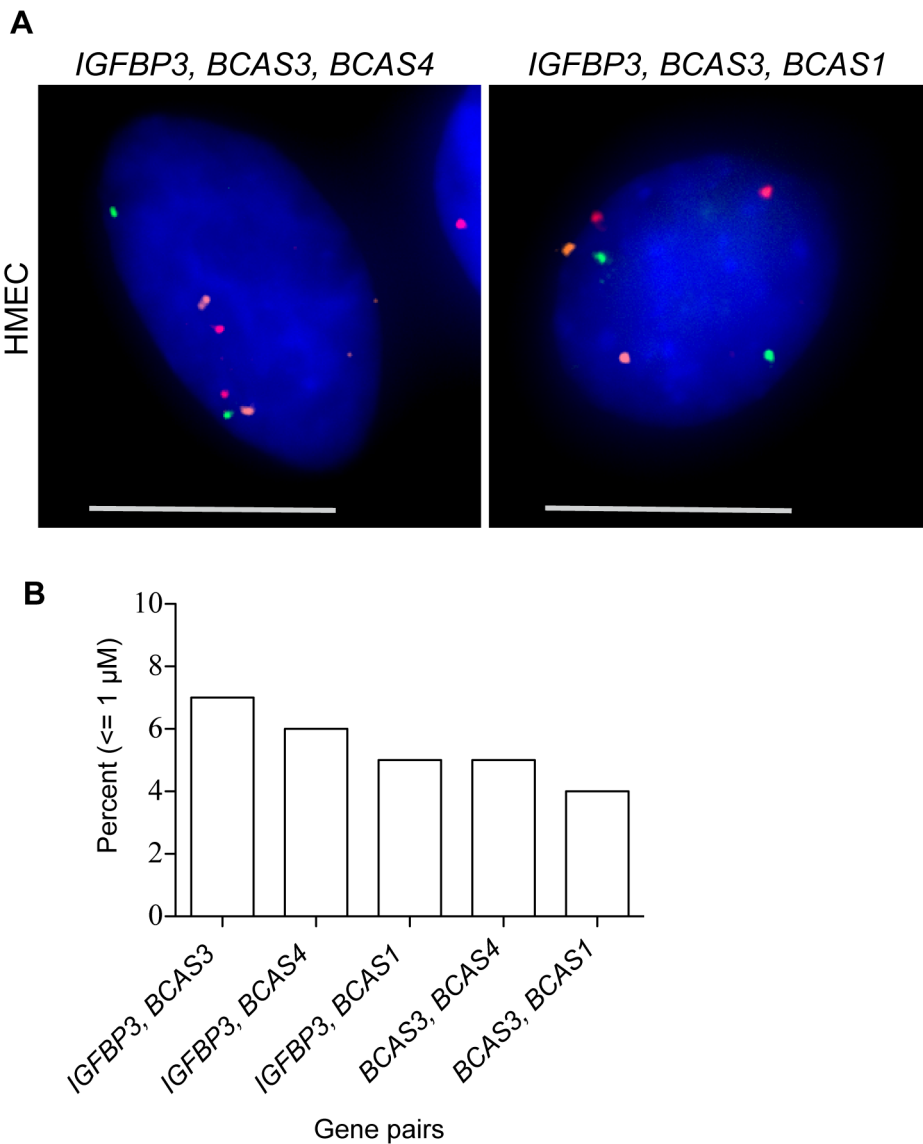 A
IGFBP3, BCAS3, BCAS4
IGFBP3, BCAS3, BCAS1
HMEC
B
Percent (<= 1 µM)
10
8
6
4
2
0
IGFBP3, BCAS3
IGFBP3, BCAS4
IGFBP3, BCAS1
BCAS3, BCAS4
BCAS3, BCAS1
Gene pairs